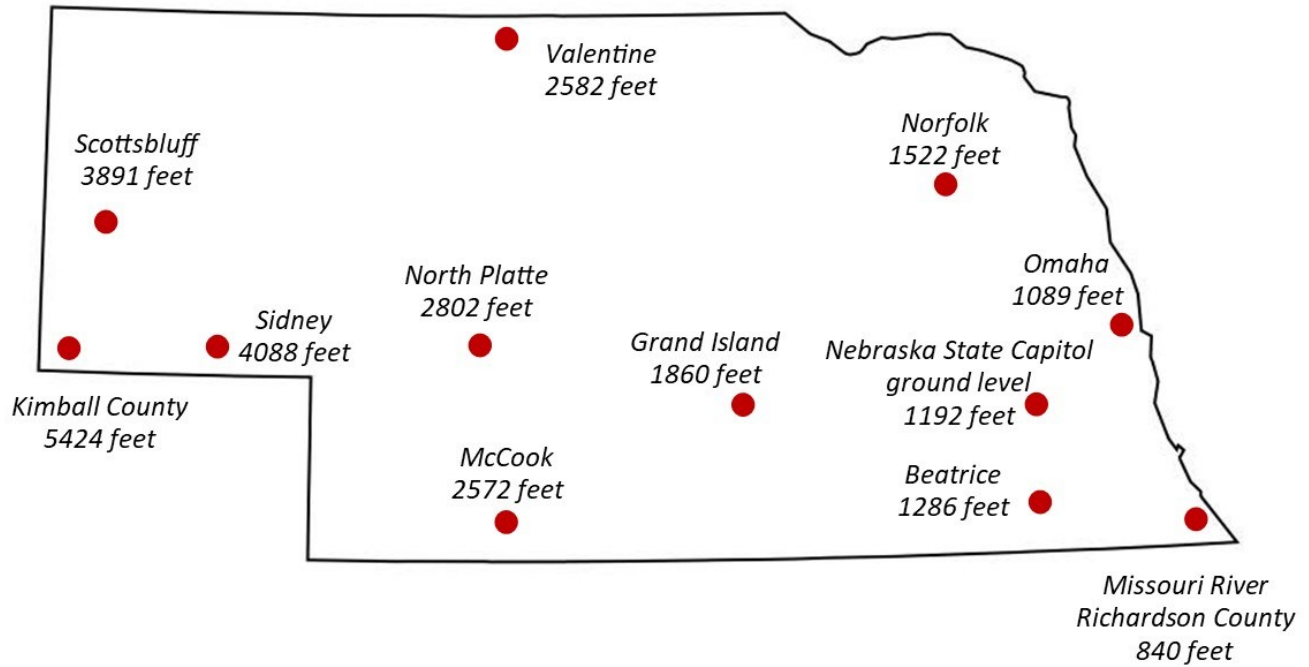 Valentine
2582 feet
Scottsbluff
3891 feet
Norfolk
1522 feet
North Platte
2802 feet
Omaha
1089 feet
Sidney
4088 feet
Grand Island
1860 feet
Nebraska State Capitol
ground level
1192 feet
Kimball County
5424 feet
McCook
2572 feet
Beatrice
1286 feet
Missouri River
Richardson County
840 feet